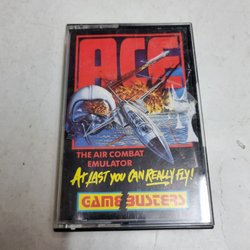 ACE
THE AIR COMBAT
EMULATOR
AT LAST YOU CAN REALLY FLY!
GAME BUSTERS